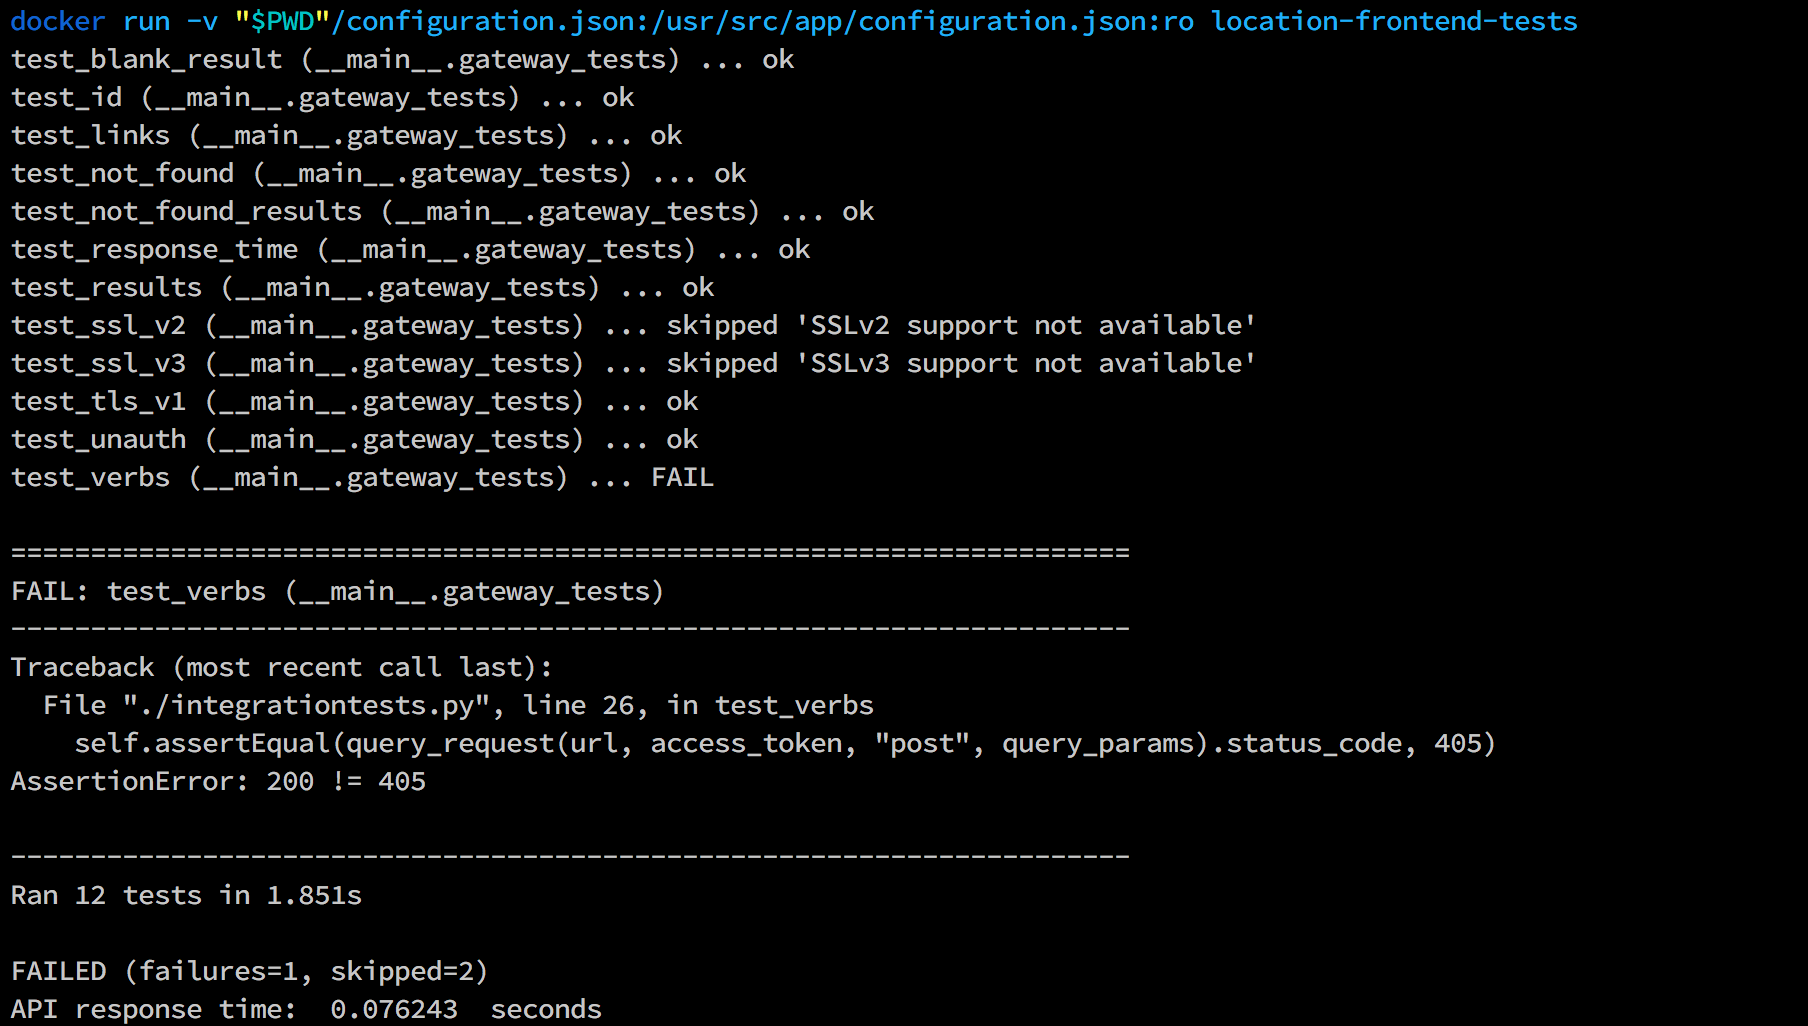 docker run -v "$PWD"/configuration.json:/usr/src/app/configuration.json:ro location-frontend-tests
test_blank_result (__main__.gateway_tests) ... ok
test_id (__main__.gateway_tests) ... ok
test_links (__main__.gateway_tests) ... ok
test_not_found (__main__.gateway_tests) ... ok
test_not_found_results (__main__.gateway_tests) ... ok
test_response_time (__main__.gateway_tests) ... ok
test_results (__main__.gateway_tests) ... ok
test_ssl_v2 (__main__.gateway_tests) ... skipped 'SSLv2 support not available'
test_ssl_v3 (__main__.gateway_tests) ... skipped 'SSLv3 support not available'
test_tls_v1 (__main__.gateway_tests) ... ok
test_unauth (__main__.gateway_tests) ... ok
test_verbs (__main__.gateway_tests) ... FAIL

======================================================================
FAIL: test_verbs (__main__.gateway_tests)
----------------------------------------------------------------------
Traceback (most recent call last):
  File "./integrationtests.py", line 26, in test_verbs
    self.assertEqual(query_request(url, access_token, "post", query_params).status_code, 405)
AssertionError: 200 != 405

----------------------------------------------------------------------
Ran 12 tests in 1.851s

FAILED (failures=1, skipped=2)
API response time:  0.076243  seconds